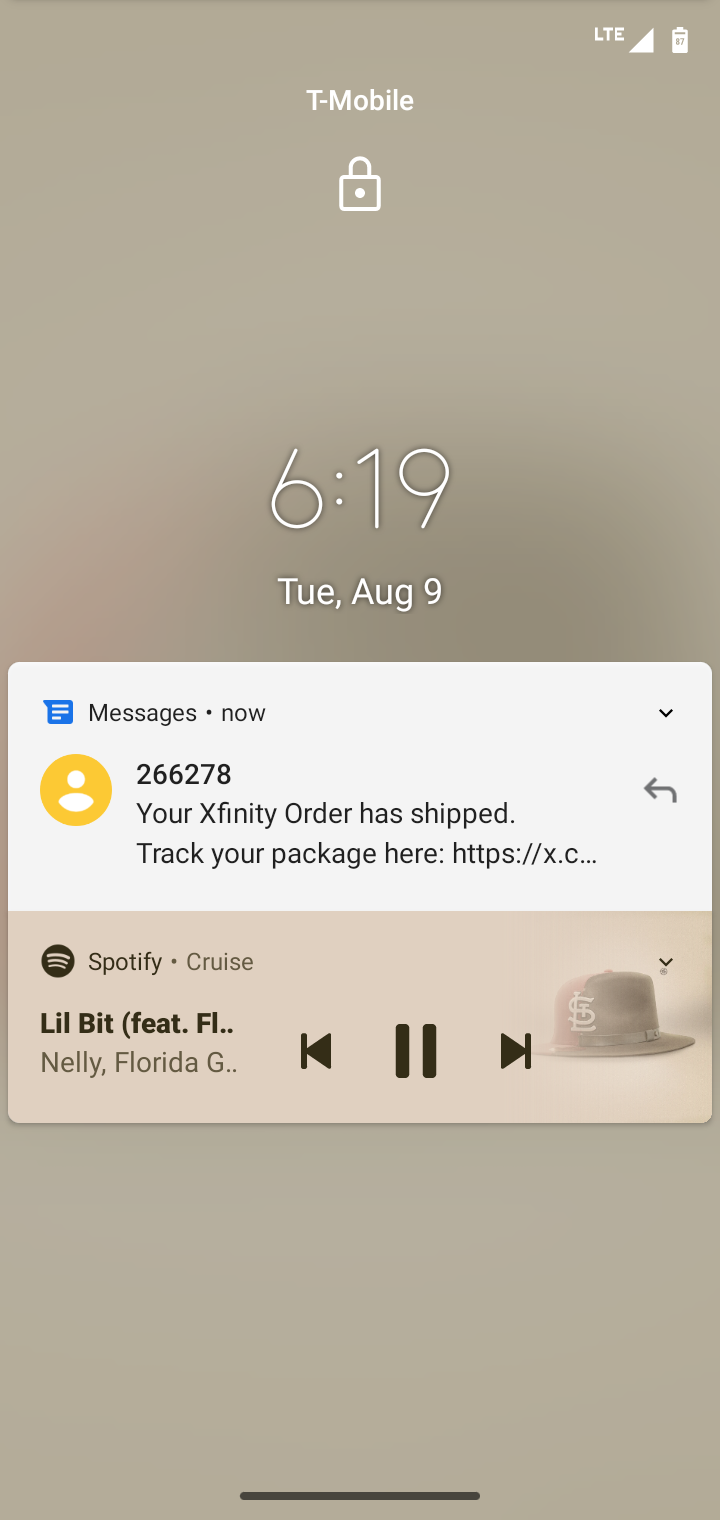 LTE 87
T-Mobile
6:19
Tue, Aug 9
Messages • now
266278
Your Xfinity Order has shipped.
Track your package here: https://x.c...
Spotify • Cruise
Lil Bit (feat. Fl..
Nelly, Florida G..
STL